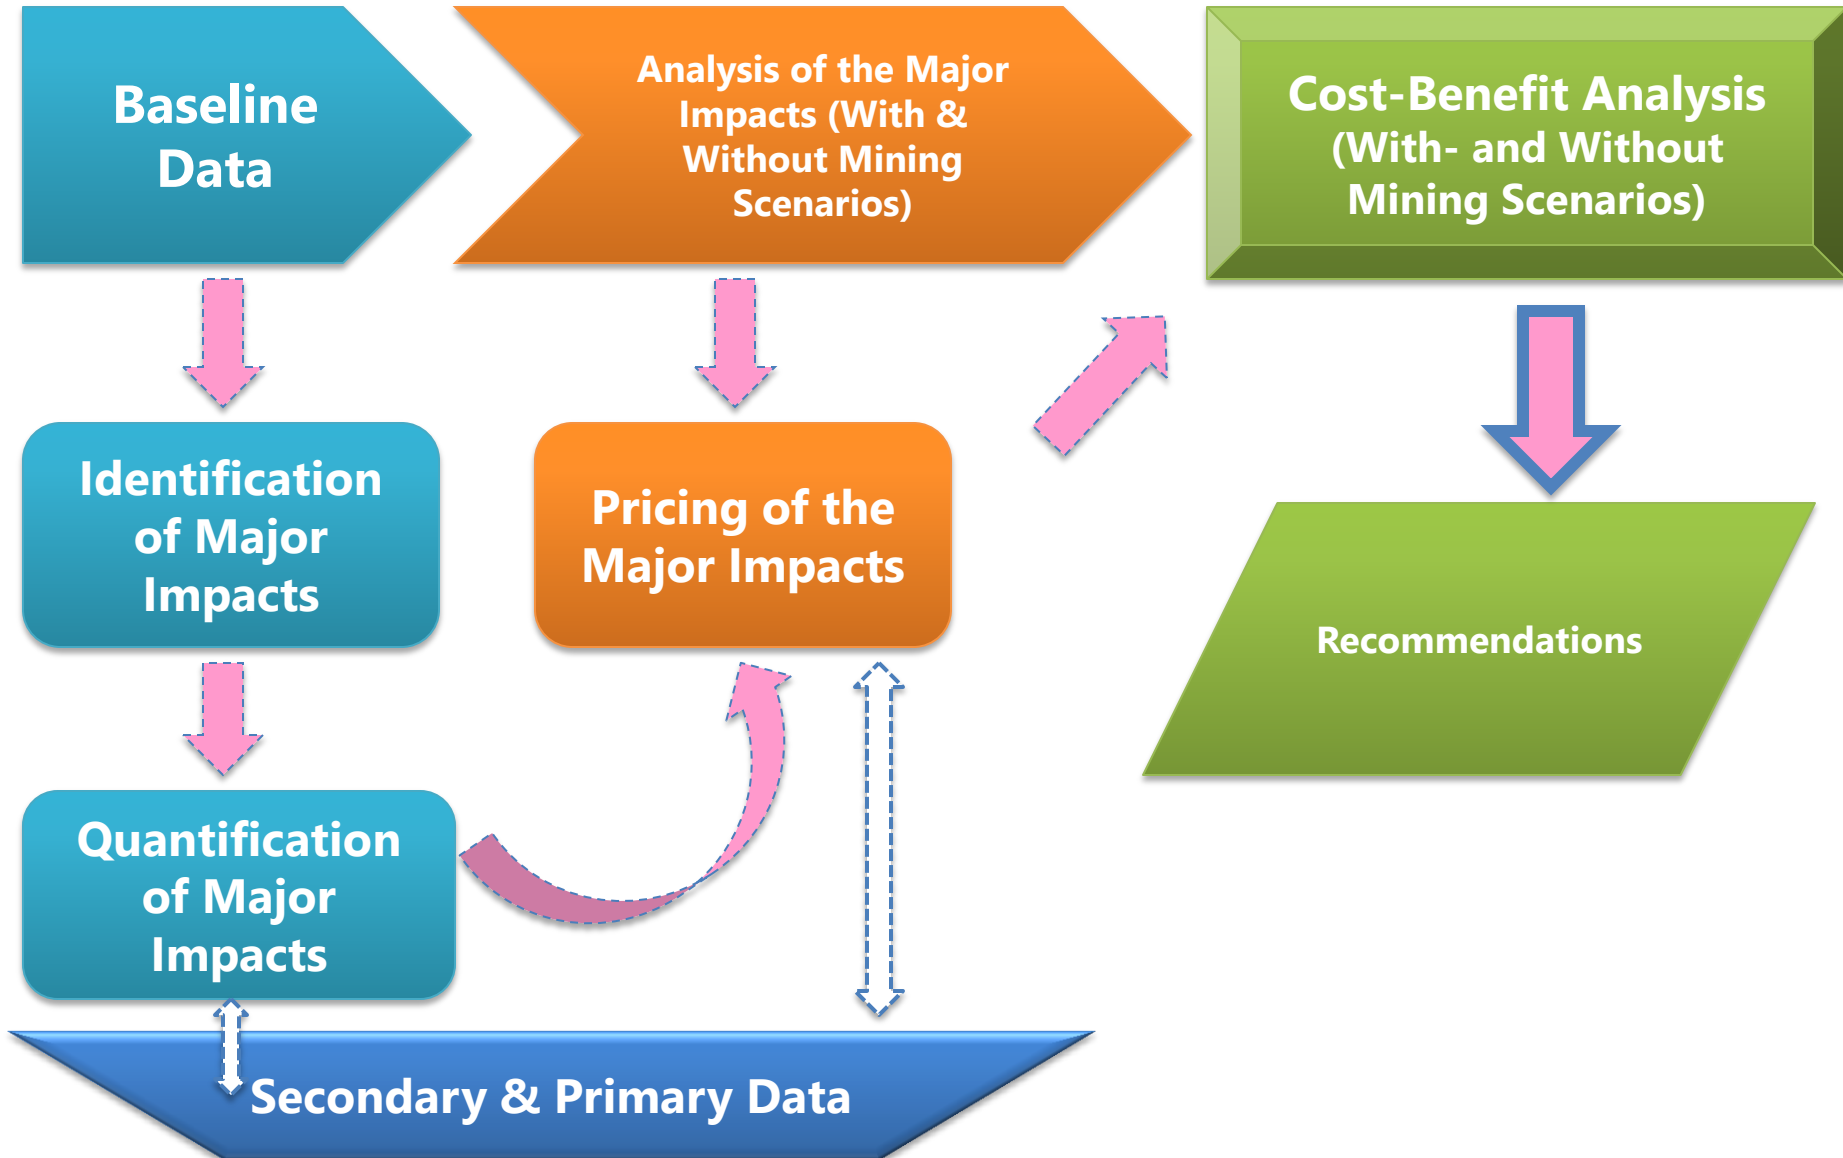 Baseline
Data
Analysis of the Major
Impacts (With &
Without Mining
Scenarios)
Cost-Benefit Analysis
(With- and Without
Mining Scenarios)
Identification
of Major
Impacts
Pricing of the
Major Impacts
Recommendations
Quantification
of Major
Impacts
Secondary & Primary Data